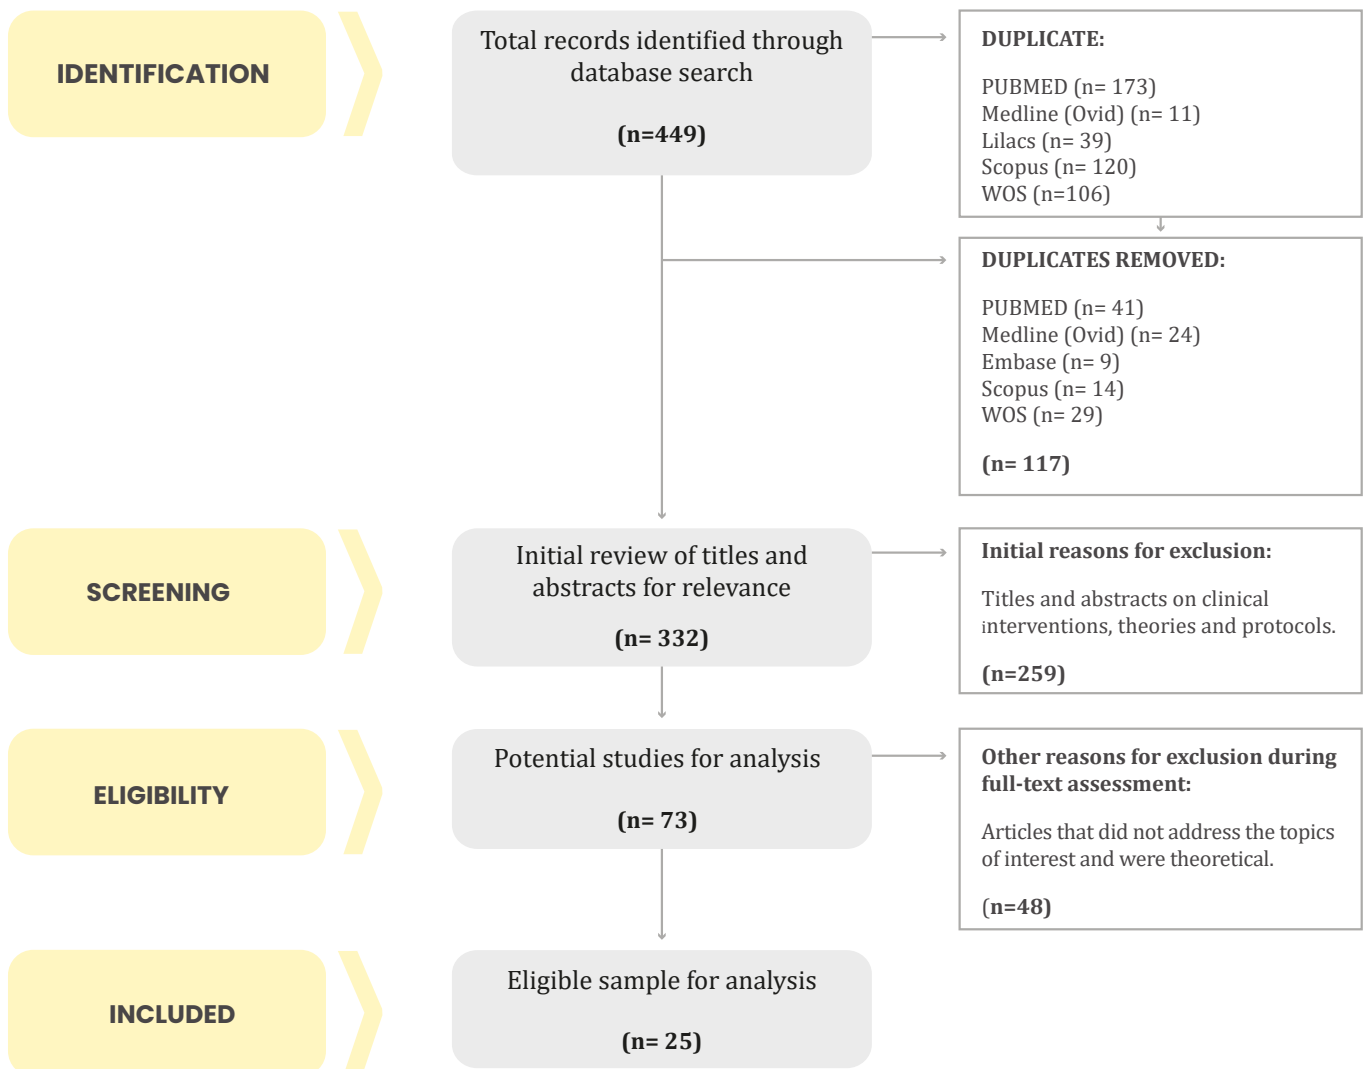 IDENTIFICATION
Total records identified through
database search
(n=449)
DUPLICATE:
PUBMED (n= 173)
Medline (Ovid) (n= 11)
Lilacs (n= 39)
Scopus (n= 120)
WOS (n=106)
DUPLICATES REMOVED:
PUBMED (n= 41)
Medline (Ovid) (n= 24)
Embase (n= 9)
Scopus (n= 14)
WOS (n= 29)
(n= 117)
SCREENING
Initial review of titles and
abstracts for relevance
(n= 332)
Initial reasons for exclusion:
Titles and abstracts on clinical
interventions, theories and protocols.
(n=259)
ELIGIBILITY
Potential studies for analysis
(n= 73)
Other reasons for exclusion during
full-text assessment:
Articles that did not address the topics
of interest and were theoretical.
(n=48)
INCLUDED
Eligible sample for analysis
(n= 25)